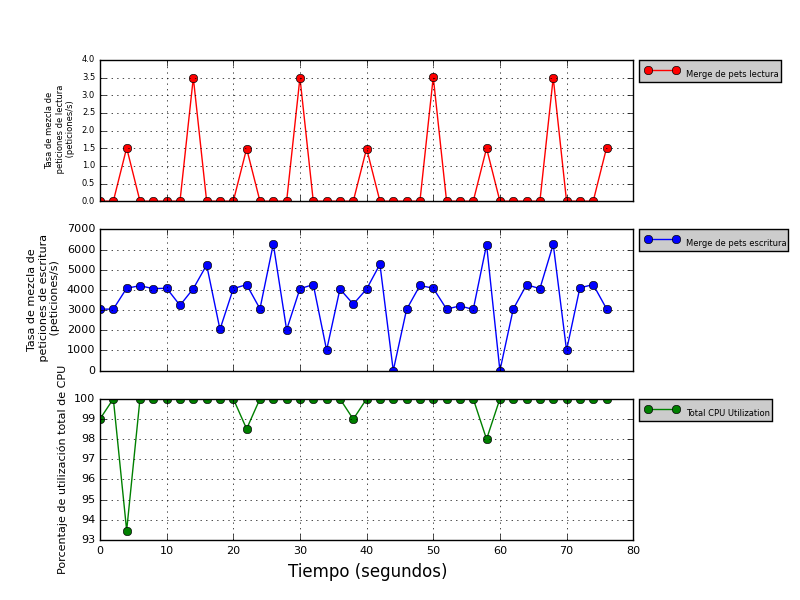 4.0
3.5
3.0
2.5
2.0
1.5
1.0
0.5
0.0
Tasa de mezcla de
peticiones de lectura
(peticiones/s)
Merge de pets lectura
7000
6000
5000
4000
3000
2000
1000
0
Tasa de mezcla de
peticiones de escritura
(peticiones/s)
Merge de pets escritura
100
99
98
97
96
95
94
93
Porcentaje de utilización total de CPU
Total CPU Utilization
0 10 20 30 40 50 60 70 80
Tiempo (segundos)